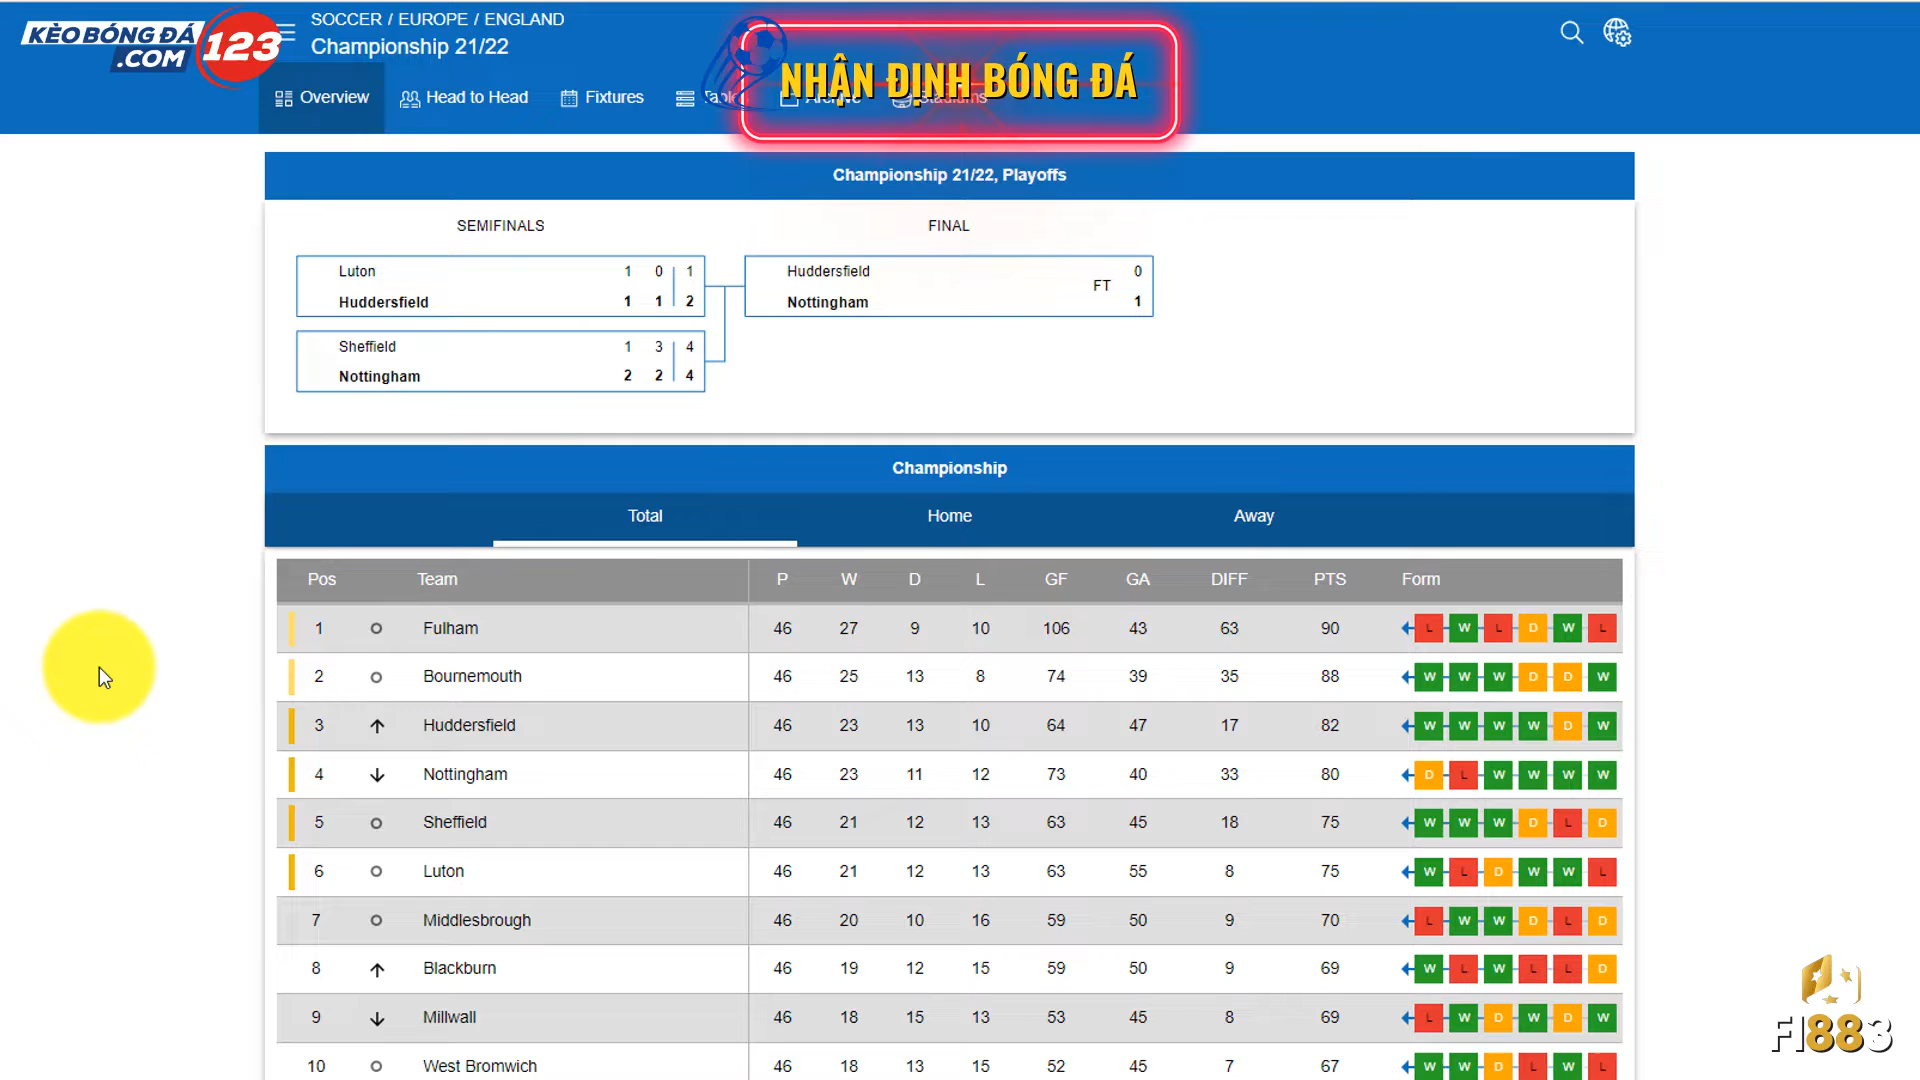 KÈO BÓNG ĐÁ
.COM
123
SOCCER / EUROPE / ENGLAND
Championship 21/22
NHẬN ĐỊNH BÓNG ĐÁ
Overview
Head to Head
Fixtures
Tables
Archive
Stadiums
Championship 21/22, Playoffs
SEMIFINALS
FINAL
Luton 1 0 1
Huddersfield 1 1 2
Sheffield 1 3 4
Nottingham 2 2 4
Huddersfield 0
FT
Nottingham 1
Championship
Total Home Away
Pos Team P W D L GF GA DIFF PTS Form
1 Fulham 46 27 9 10 106 43 63 90 L W L D W L
2 Bournemouth 46 25 13 8 74 39 35 88 W W W D D W
3 Huddersfield 46 23 13 10 64 47 17 82 W W W W D W
4 Nottingham 46 23 11 12 73 40 33 80 D L W W W W
5 Sheffield 46 21 12 13 63 45 18 75 W W W D L D
6 Luton 46 21 12 13 63 55 8 75 W L D W W L
7 Middlesbrough 46 20 10 16 59 50 9 70 L W W D L D
8 Blackburn 46 19 12 15 59 50 9 69 W L W L L D
9 Millwall 46 18 15 13 53 45 8 69 L W D W D W
10 West Bromwich 46 18 13 15 52 45 7 67 W W D L W L
FI883